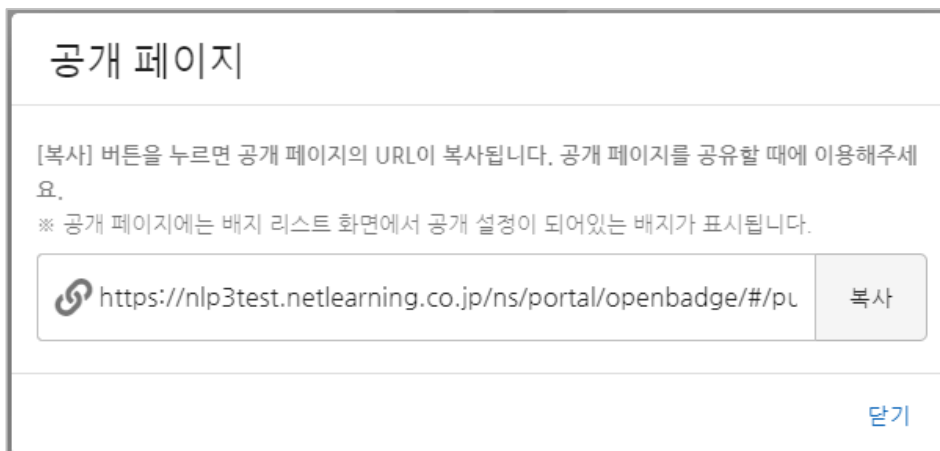 공개 페이지
[복사] 버튼을 누르면 공개 페이지의 URL이 복사됩니다. 공개 페이지를 공유할 때에 이용해주세
요.
※ 공개 페이지에는 배지 리스트 화면에서 공개 설정이 되어있는 배지가 표시됩니다.
https://nlp3test.netlearning.co.jp/ns/portal/openbadge/#/pu 복사
닫기